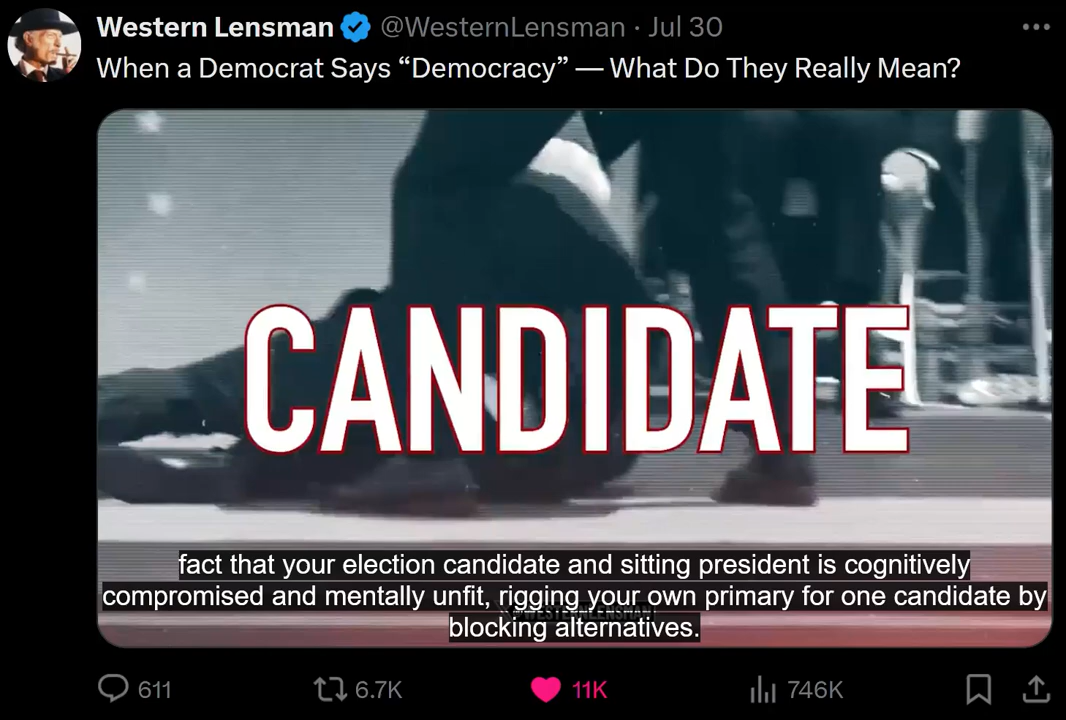 Western Lensman @WesternLensman · Jul 30
When a Democrat Says “Democracy” — What Do They Really Mean?
CANDIDATE
fact that your election candidate and sitting president is cognitively
compromised and mentally unfit, rigging your own primary for one candidate by
@WESTERNLENSMAN
blocking alternatives.
611 6.7K 11K 746K